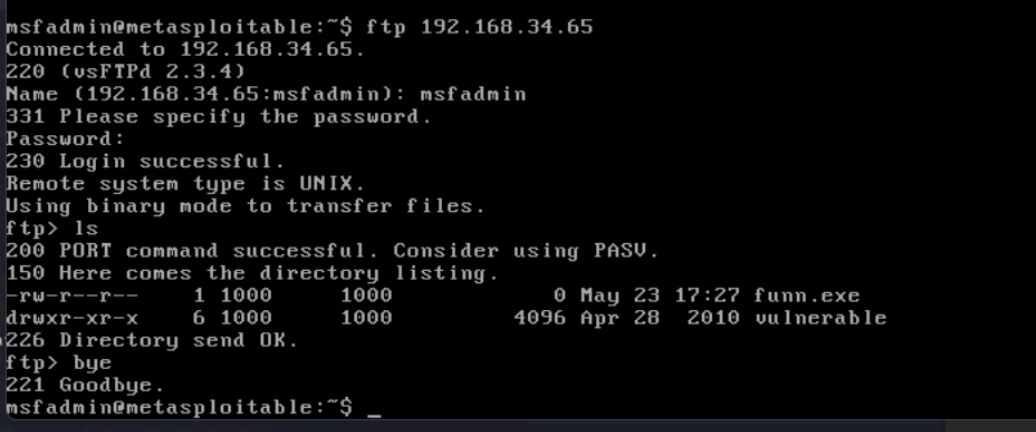 msfadmin@metasploitable:~$ ftp 192.168.34.65
Connected to 192.168.34.65.
220 (vsFTPd 2.3.4)
Name (192.168.34.65:msfadmin): msfadmin
331 Please specify the password.
Password:
230 Login successful.
Remote system type is UNIX.
Using binary mode to transfer files.
ftp> ls
200 PORT command successful. Consider using PASV.
150 Here comes the directory listing.
-rw-r--r--    1 1000     1000            0 May 23 17:27 funn.exe
drwxr-xr-x    6 1000     1000         4096 Apr 28  2010 vulnerable
226 Directory send OK.
ftp> bye
221 Goodbye.
msfadmin@metasploitable:~$ _